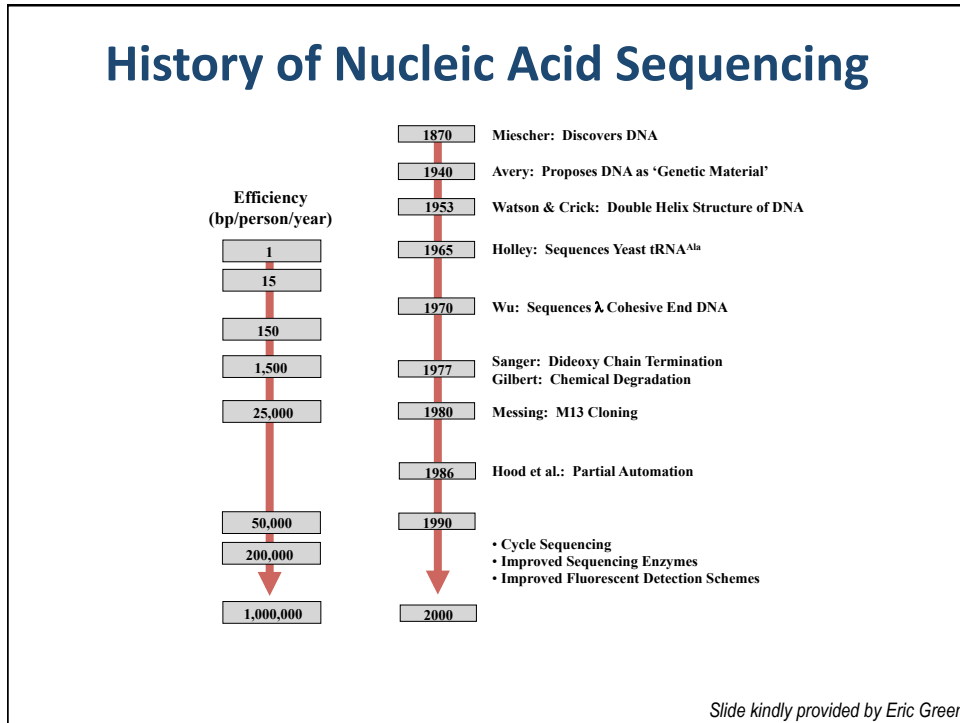 History of Nucleic Acid Sequencing
Efficiency
(bp/person/year)
1
15
150
1,500
25,000
50,000
200,000
1,000,000
1870 Miescher: Discovers DNA
1940 Avery: Proposes DNA as ‘Genetic Material’
1953 Watson & Crick: Double Helix Structure of DNA
1965 Holley: Sequences Yeast tRNAAla
1970 Wu: Sequences λ Cohesive End DNA
1977 Sanger: Dideoxy Chain Termination
Gilbert: Chemical Degradation
1980 Messing: M13 Cloning
1986 Hood et al.: Partial Automation
1990
• Cycle Sequencing
• Improved Sequencing Enzymes
• Improved Fluorescent Detection Schemes
2000
Slide kindly provided by Eric Green